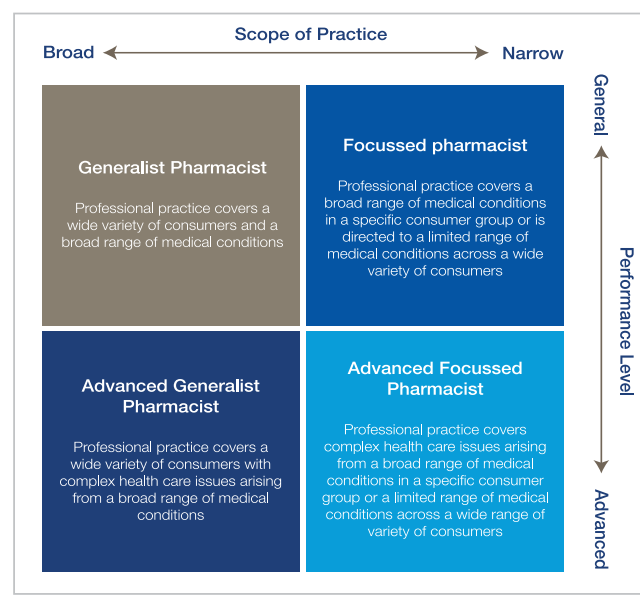 Scope of Practice
Broad
Narrow
General
Generalist Pharmacist
Professional practice covers a
wide variety of consumers and a
broad range of medical conditions
Focussed pharmacist
Professional practice covers a
broad range of medical conditions
in a specific consumer group or is
directed to a limited range of
medical conditions across a wide
variety of consumers
Performance Level
Advanced Generalist
Pharmacist
Professional practice covers a
wide variety of consumers with
complex health care issues arising
from a broad range of medical
conditions
Advanced Focussed
Pharmacist
Professional practice covers
complex health care issues arising
from a broad range of medical
conditions in a specific consumer
group or a limited range of medical
conditions across a wide range of
variety of consumers
Advanced